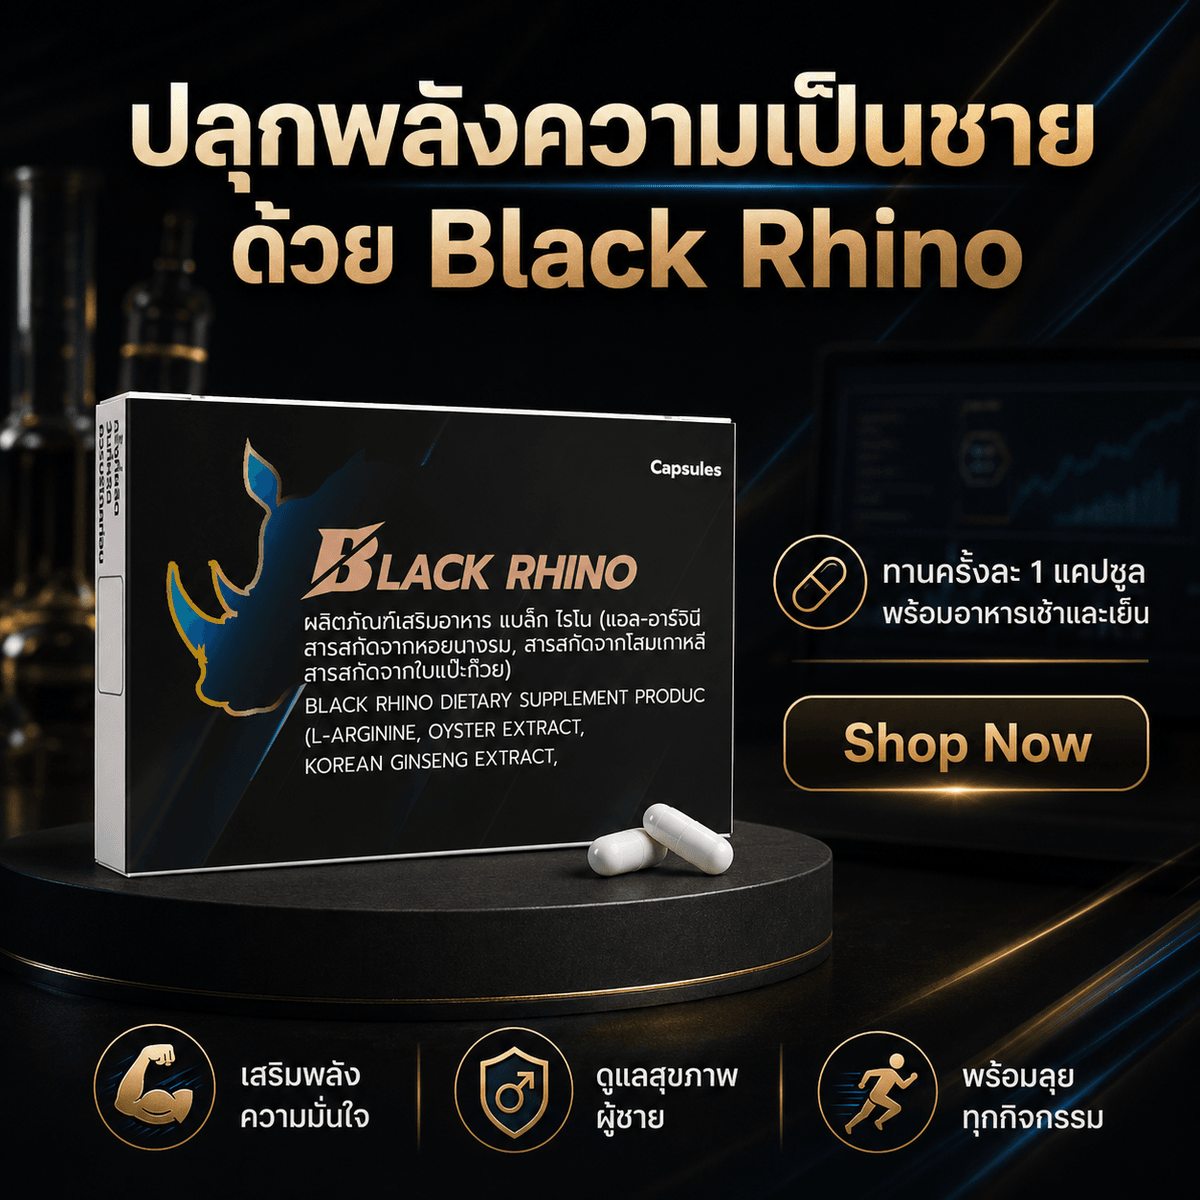 ปลุกพลังความเป็นชาย
ด้วย Black Rhino
Capsules
BLACK RHINO
ผลิตภัณฑ์เสริมอาหาร แบล็ก ไรโน (แอล-อาร์จินี
สารสกัดจากหอยนางรม, สารสกัดจากโสมเกาหลี
สารสกัดจากใบแป๊ะก๊วย)
BLACK RHINO DIETARY SUPPLEMENT PRODUC
(L-ARGININE, OYSTER EXTRACT,
KOREAN GINSENG EXTRACT,
ทานครั้งละ 1 แคปซูล
พร้อมอาหารเช้าและเย็น
Shop Now
เสริมพลัง
ความมั่นใจ
ดูแลสุขภาพ
ผู้ชาย
พร้อมลุย
ทุกกิจกรรม